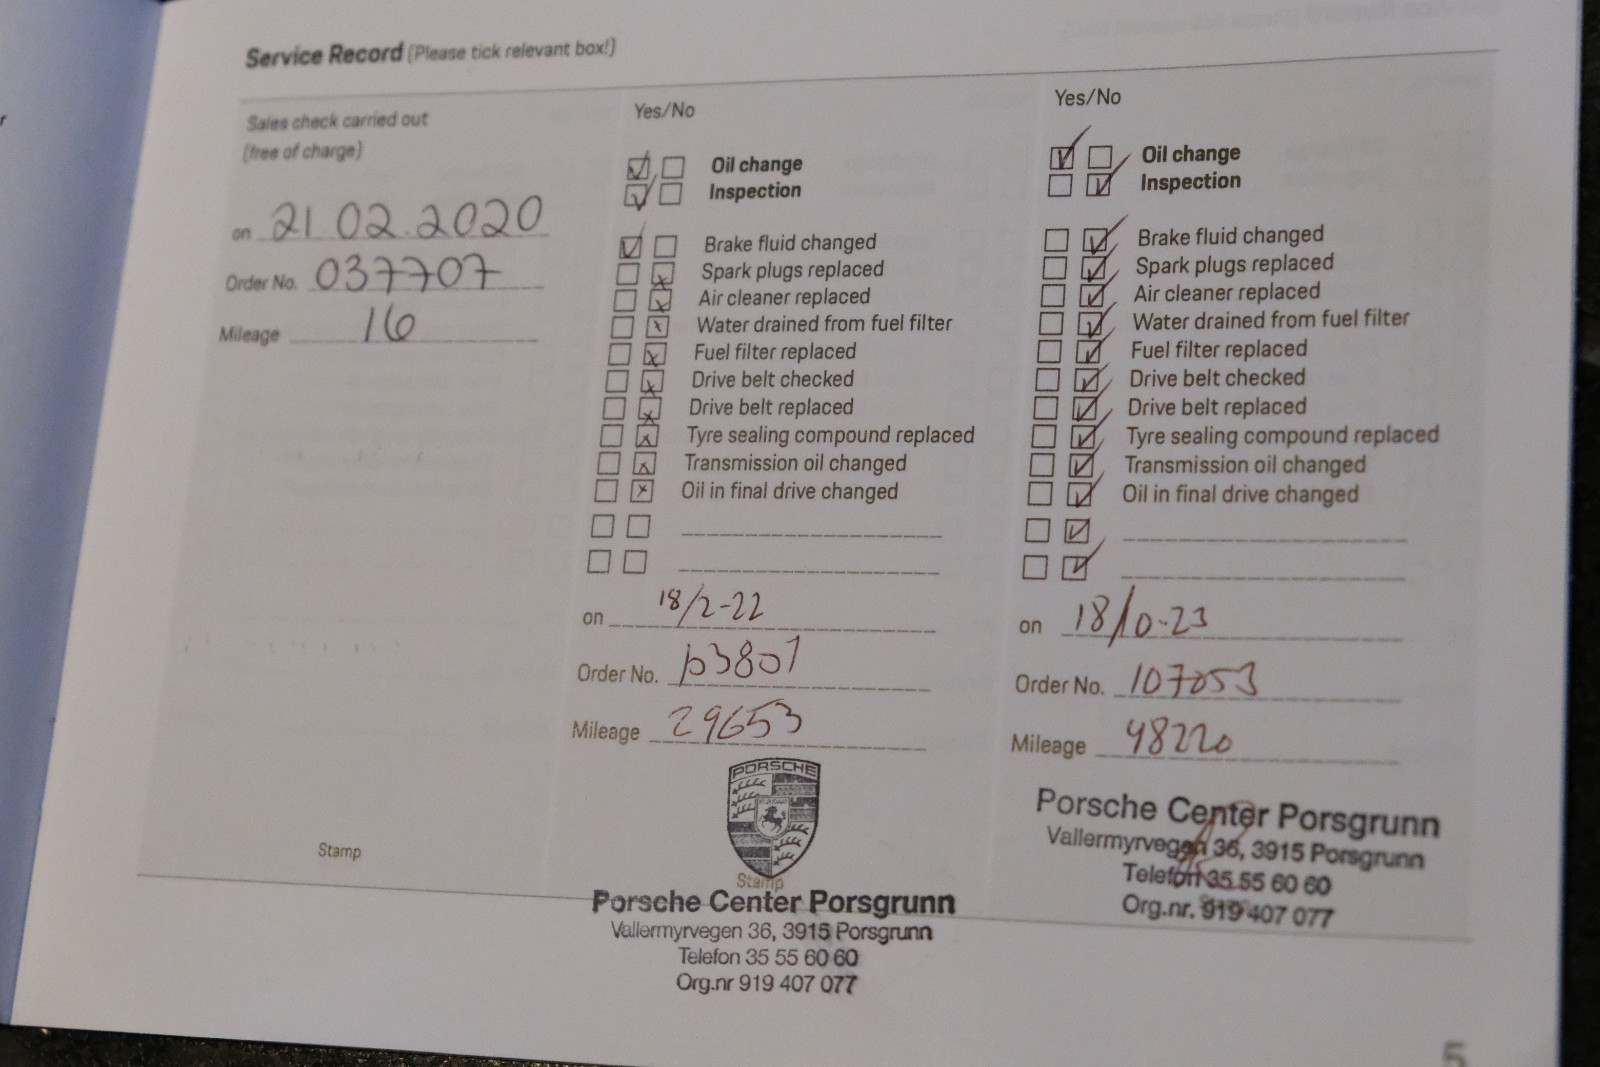 Service Record (Please tick relevant box!)
Sales check carried out
(free of charge)
on 21.02.2020
Order No. 037707
Mileage 16
Stamp
Yes/No
Oil change
Inspection
Brake fluid changed
Spark plugs replaced
Air cleaner replaced
Water drained from fuel filter
Fuel filter replaced
Drive belt checked
Drive belt replaced
Tyre sealing compound replaced
Transmission oil changed
Oil in final drive changed
on 18/2-22
Order No.
Mileage 29653
PORSCHE
Stamp
Porsche Center Porsgrunn
Vallermyrvegen 36, 3915 Porsgrunn
Telefon 35 55 60 60
Org.nr 919 407 077
Yes/No
Oil change
Inspection
Brake fluid changed
Spark plugs replaced
Air cleaner replaced
Water drained from fuel filter
Fuel filter replaced
Drive belt checked
Drive belt replaced
Tyre sealing compound replaced
Transmission oil changed
Oil in final drive changed
on 18/10-23
Order No. 107053
Mileage 48220
Porsche Center Porsgrunn
Vallermyrvegen 36, 3915 Porsgrunn
Telefon 35 55 60 60
Org.nr. 919 407 077
5